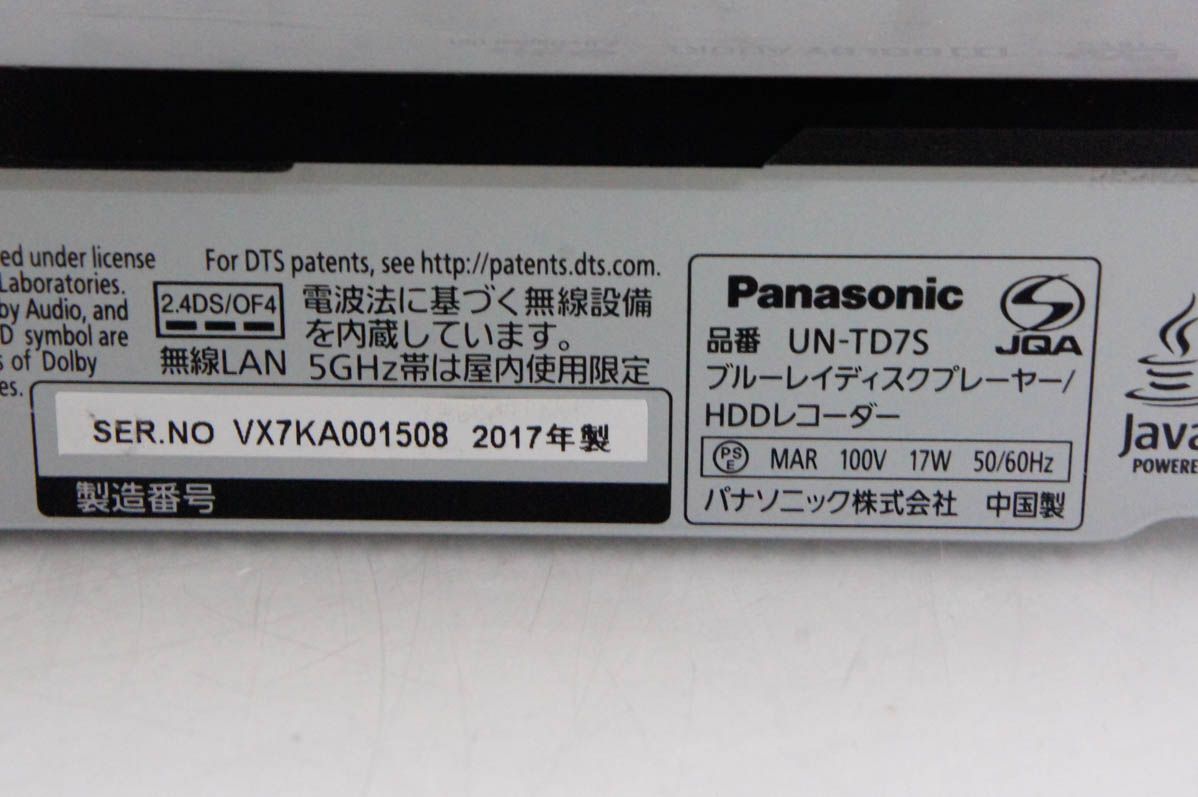 ed under license
Laboratories.
by Audio, and
D symbol are
s of Dolby
es.
For DTS patents, see http://patents.dts.com.
2.4DS/OF4
無線LAN
電波法に基づく無線設備
を内蔵しています。
5GHz帯は屋内使用限定
SER.NO VX7KA001508 2017年製
製造番号
Panasonic
JQA
品番 UN-TD7S
ブルーレイディスクプレーヤー/
HDDレコーダー
PS
E
MAR 100V 17W 50/60Hz
パナソニック株式会社 中国製
Java
POWERE